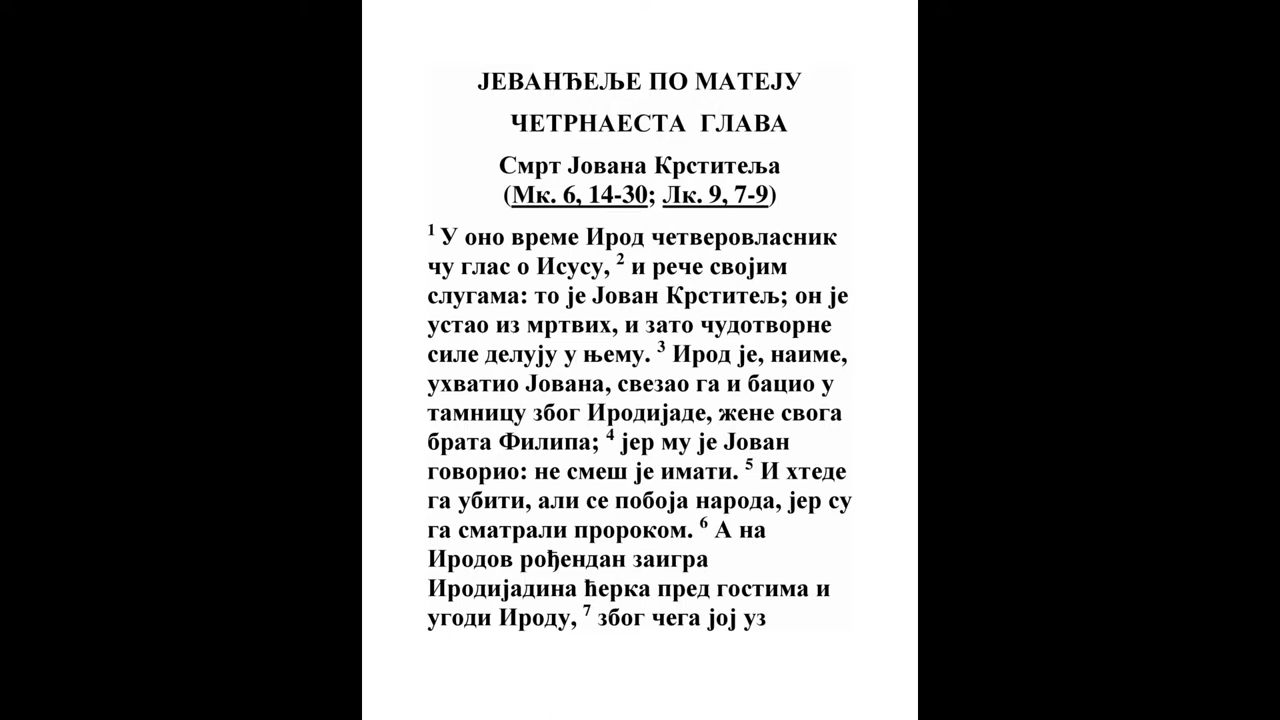 ЈЕВАНЂЕЉЕ ПО МАТЕЈУ
ЧЕТРНАЕСТА ГЛАВА
Смрт Јована Крститеља
(Мк. 6, 14-30; Лк. 9, 7-9)
1 У оно време Ирод четверовласник
чу глас о Исусу, 2 и рече својим
слугама: то је Јован Крститељ; он је
устао из мртвих, и зато чудотворне
силе делују у њему. 3 Ирод је, наиме,
ухватио Јована, свезао га и бацио у
тамницу због Иродијаде, жене свога
брата Филипа; 4 јер му је Јован
говорио: не смеш је имати. 5 И хтеде
га убити, али се побоја народа, јер су
га сматрали пророком. 6 А на
Иродов рођендан заигра
Иродијадина ћерка пред гостима и
угоди Ироду, 7 због чега јој уз